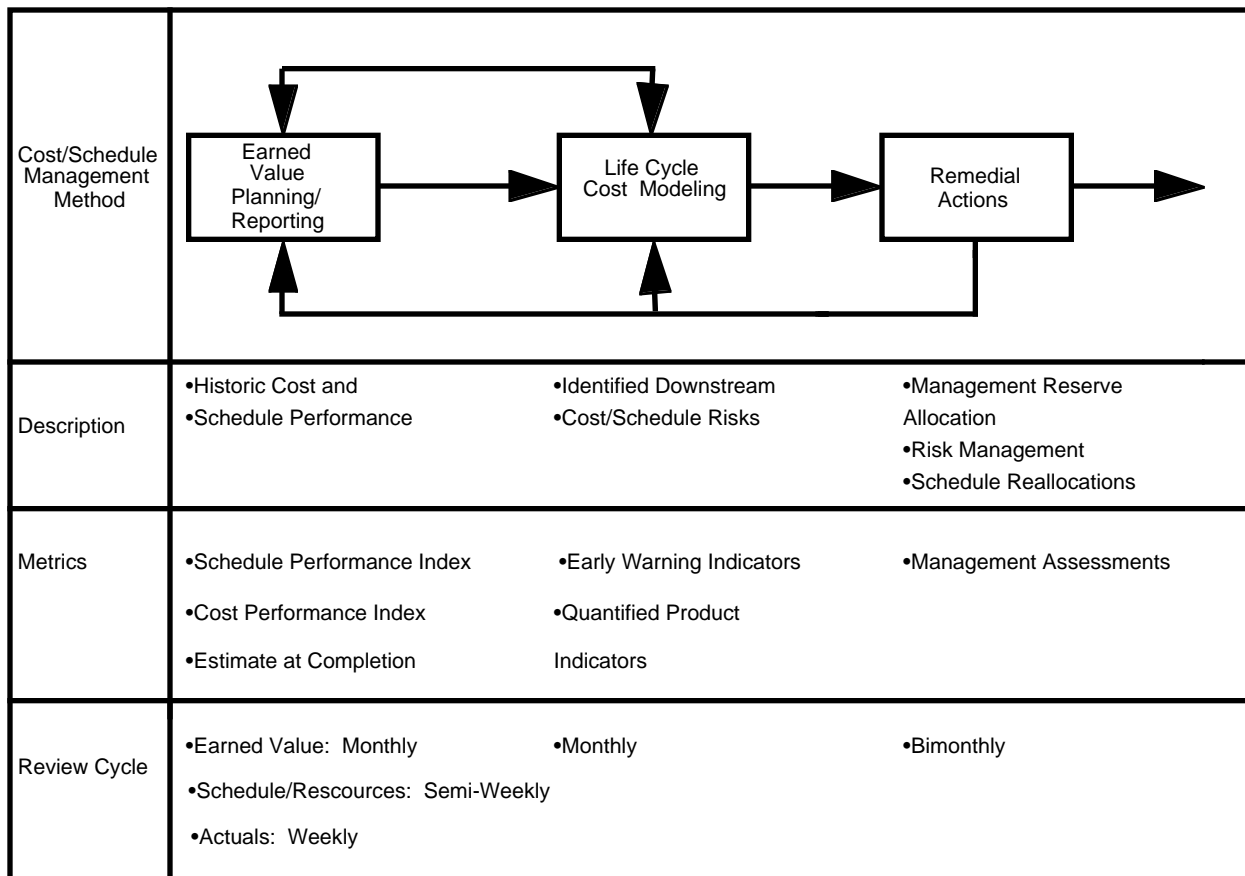 Cost/Schedule
Management
Method
Earned
Value
Planning/
Reporting
Life Cycle
Cost Modeling
Remedial
Actions
Description
•Historic Cost and
•Schedule Performance
•Identified Downstream
•Cost/Schedule Risks
•Management Reserve
Allocation
•Risk Management
•Schedule Reallocations
Metrics
•Schedule Performance Index
•Cost Performance Index
•Estimate at Completion
•Early Warning Indicators
•Quantified Product
Indicators
•Management Assessments
Review Cycle
•Earned Value: Monthly
•Schedule/Rescources: Semi-Weekly
•Actuals: Weekly
•Monthly
•Bimonthly